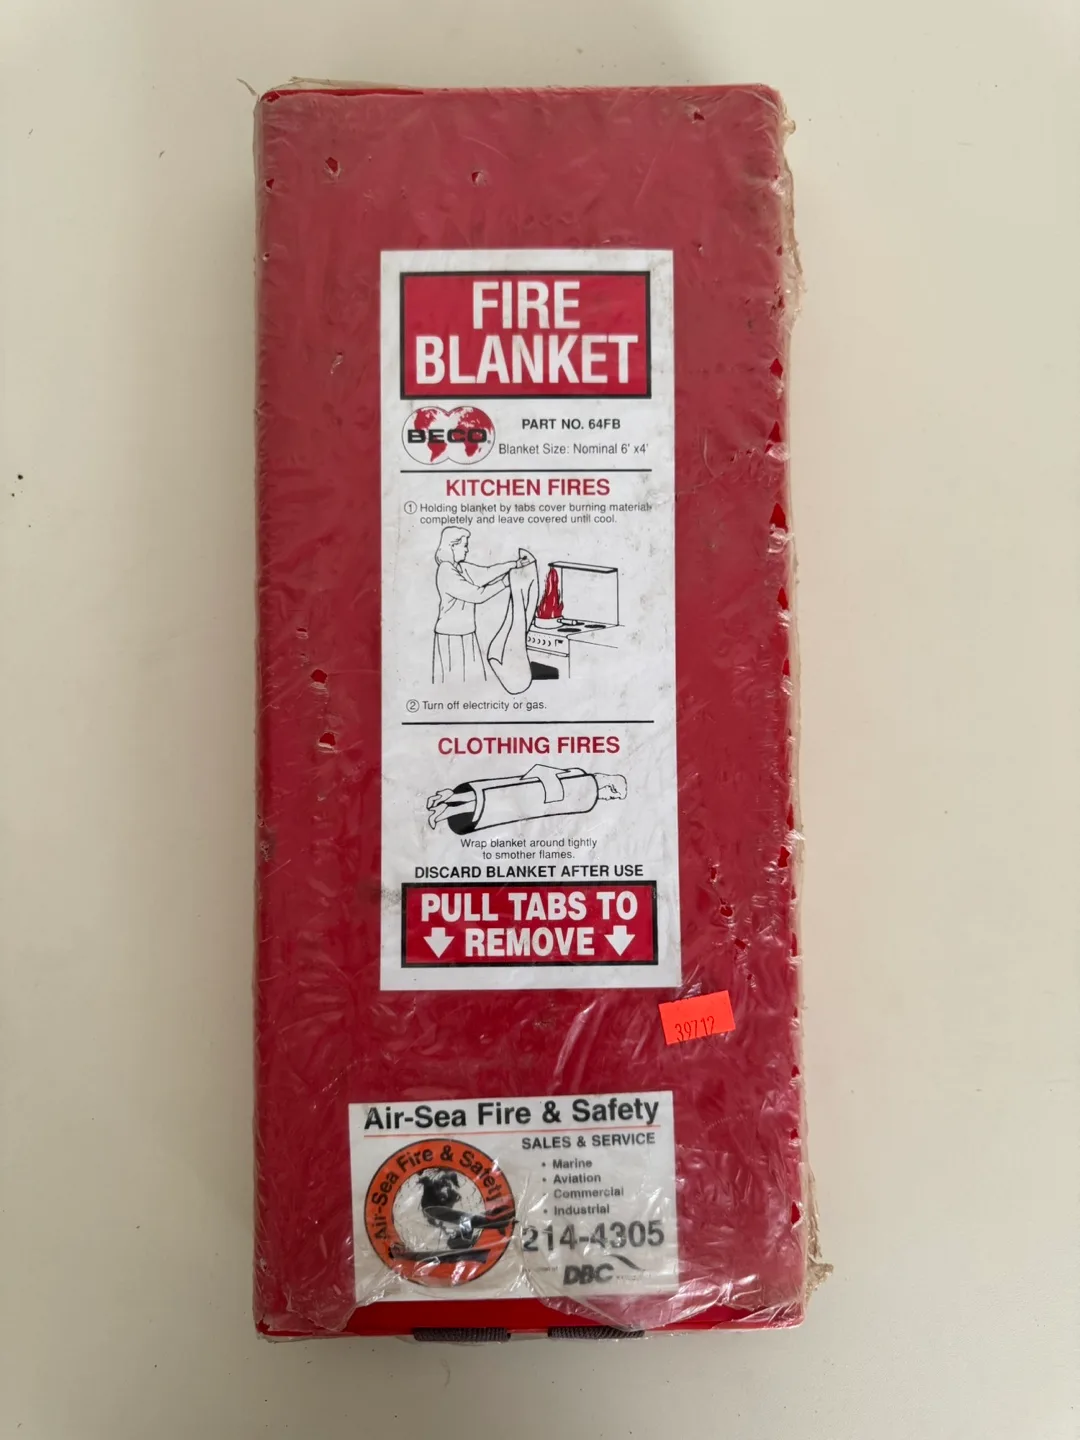 FIRE
BLANKET
BECO
PART NO. 64FB
Blanket Size: Nominal 6' x4'
KITCHEN FIRES
① Holding blanket by tabs cover burning material
completely and leave covered until cool.
② Turn off electricity or gas.
CLOTHING FIRES
Wrap blanket around tightly
to smother flames.
DISCARD BLANKET AFTER USE
PULL TABS TO
REMOVE
39712
Air-Sea Fire & Safety
SALES & SERVICE
Air-Sea Fire & Safety
• Marine
• Aviation
Commercial
• Industrial
214-4305
DBC